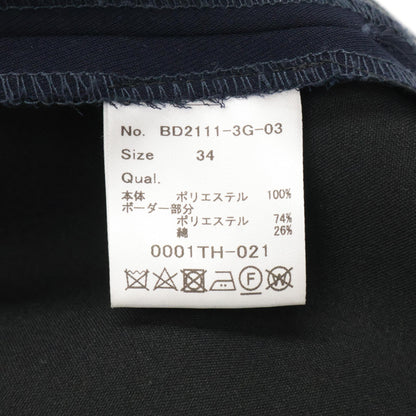 No. BD2111-3G-03
Size 34
Qual.
本体 ポリエステル 100%
ボーダー部分
ポリエステル 74%
綿 26%
0001TH-021
F W